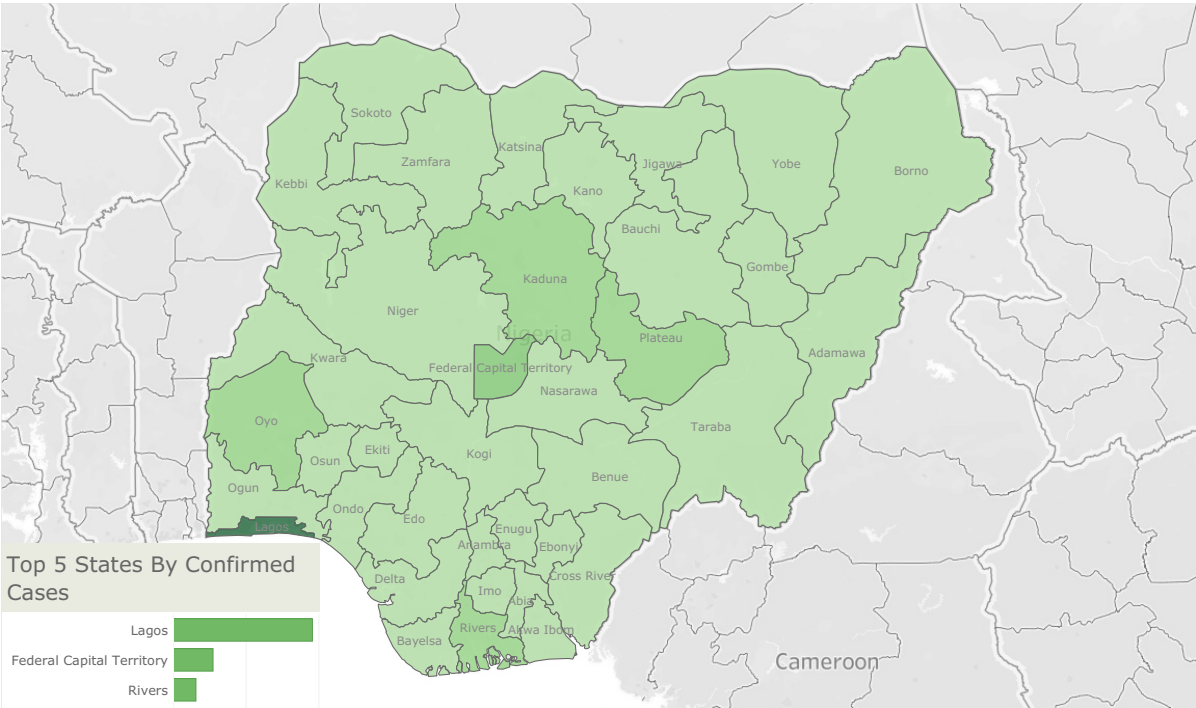 Sokoto
Katsina
Zamfara
Jigawa
Yobe
Borno
Kebbi
Kano
Bauchi
Gombe
Kaduna
Niger
Nigeria
Plateau
Adamawa
Kwara
Federal Capital Territory
Nasarawa
Oyo
Taraba
Ekiti
Kogi
Osun
Benue
Ogun
Ondo
Edo
Lagos
Enugu
Anambra
Ebonyi
Delta
Cross River
Imo
Abia
Rivers
Akwa Ibom
Bayelsa
Cameroon
Top 5 States By Confirmed
Cases
Lagos
Federal Capital Territory
Rivers